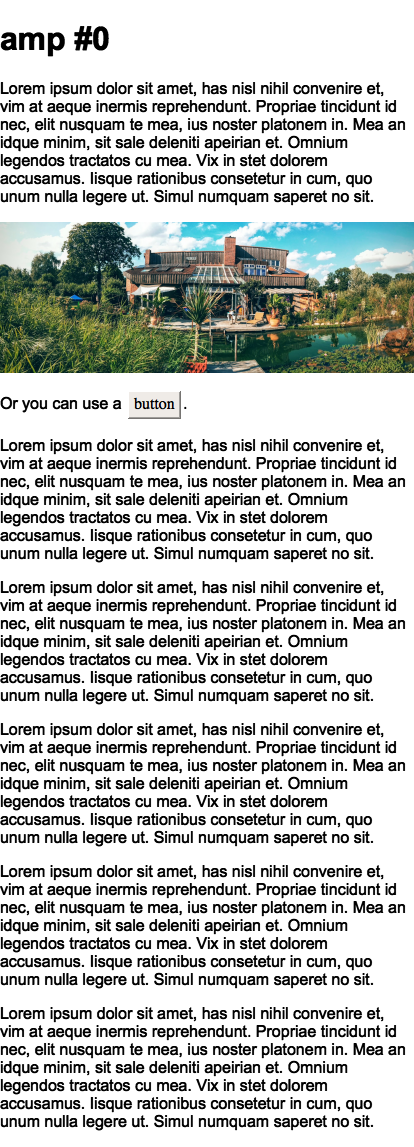 amp #0
Lorem ipsum dolor sit amet, has nisl nihil convenire et,
vim at aeque inermis reprehendunt. Propriae tincidunt id
nec, elit nusquam te mea, ius noster platonem in. Mea an
idque minim, sit sale deleniti apeirian et. Omnium
legendos tractatos cu mea. Vix in stet dolorem
accusamus. Iisque rationibus consetetur in cum, quo
unum nulla legere ut. Simul numquam saperet no sit.
Or you can use a button.
Lorem ipsum dolor sit amet, has nisl nihil convenire et,
vim at aeque inermis reprehendunt. Propriae tincidunt id
nec, elit nusquam te mea, ius noster platonem in. Mea an
idque minim, sit sale deleniti apeirian et. Omnium
legendos tractatos cu mea. Vix in stet dolorem
accusamus. Iisque rationibus consetetur in cum, quo
unum nulla legere ut. Simul numquam saperet no sit.
Lorem ipsum dolor sit amet, has nisl nihil convenire et,
vim at aeque inermis reprehendunt. Propriae tincidunt id
nec, elit nusquam te mea, ius noster platonem in. Mea an
idque minim, sit sale deleniti apeirian et. Omnium
legendos tractatos cu mea. Vix in stet dolorem
accusamus. Iisque rationibus consetetur in cum, quo
unum nulla legere ut. Simul numquam saperet no sit.
Lorem ipsum dolor sit amet, has nisl nihil convenire et,
vim at aeque inermis reprehendunt. Propriae tincidunt id
nec, elit nusquam te mea, ius noster platonem in. Mea an
idque minim, sit sale deleniti apeirian et. Omnium
legendos tractatos cu mea. Vix in stet dolorem
accusamus. Iisque rationibus consetetur in cum, quo
unum nulla legere ut. Simul numquam saperet no sit.
Lorem ipsum dolor sit amet, has nisl nihil convenire et,
vim at aeque inermis reprehendunt. Propriae tincidunt id
nec, elit nusquam te mea, ius noster platonem in. Mea an
idque minim, sit sale deleniti apeirian et. Omnium
legendos tractatos cu mea. Vix in stet dolorem
accusamus. Iisque rationibus consetetur in cum, quo
unum nulla legere ut. Simul numquam saperet no sit.
Lorem ipsum dolor sit amet, has nisl nihil convenire et,
vim at aeque inermis reprehendunt. Propriae tincidunt id
nec, elit nusquam te mea, ius noster platonem in. Mea an
idque minim, sit sale deleniti apeirian et. Omnium
legendos tractatos cu mea. Vix in stet dolorem
accusamus. Iisque rationibus consetetur in cum, quo
unum nulla legere ut. Simul numquam saperet no sit.